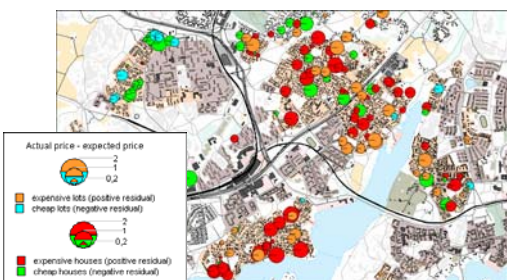 Actual price - expected price
2
1
0,2
expensive lots (positive residual)
cheap lots (negative residual)
2
1
0,2
expensive houses (positive residual)
cheap houses (negative residual)